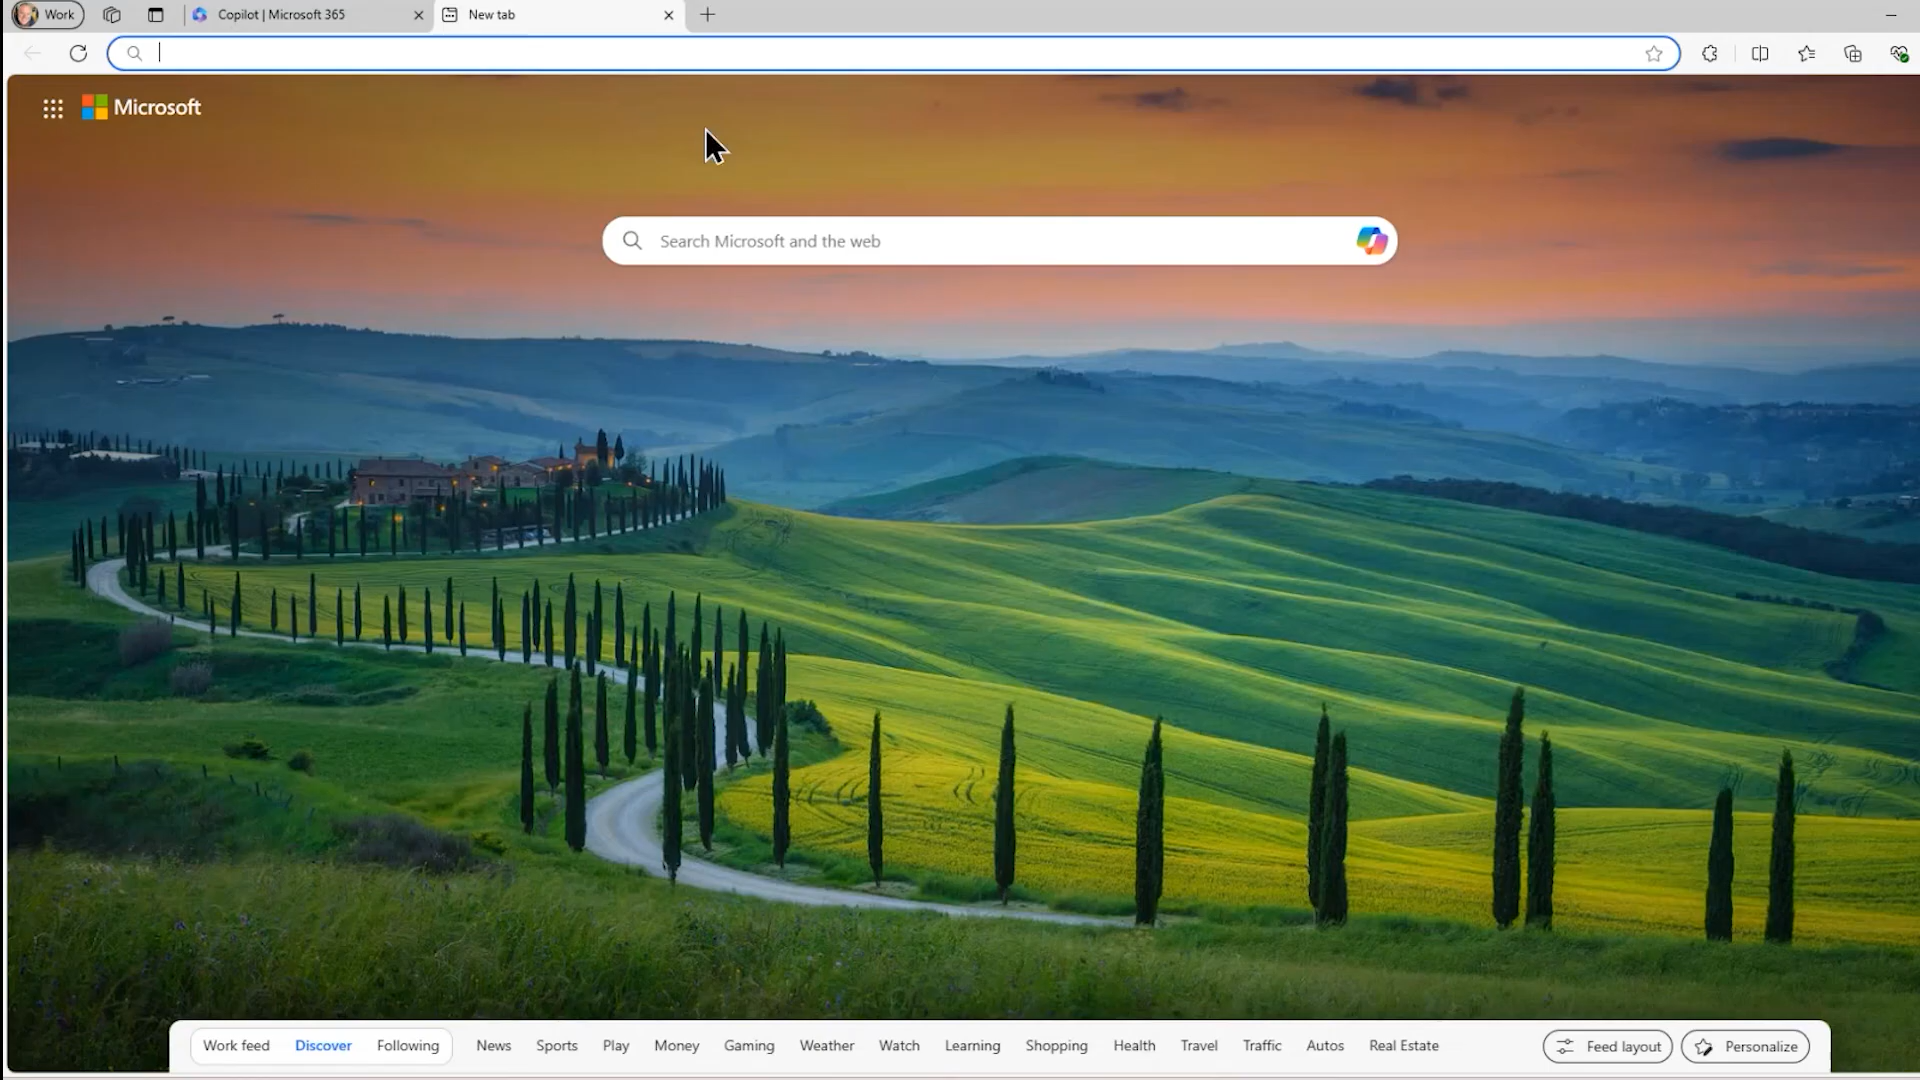 Work
Copilot | Microsoft 365
New tab
Microsoft
Search Microsoft and the web
Work feed Discover Following News Sports Play Money Gaming Weather Watch Learning Shopping Health Travel Traffic Autos Real Estate Feed layout Personalize